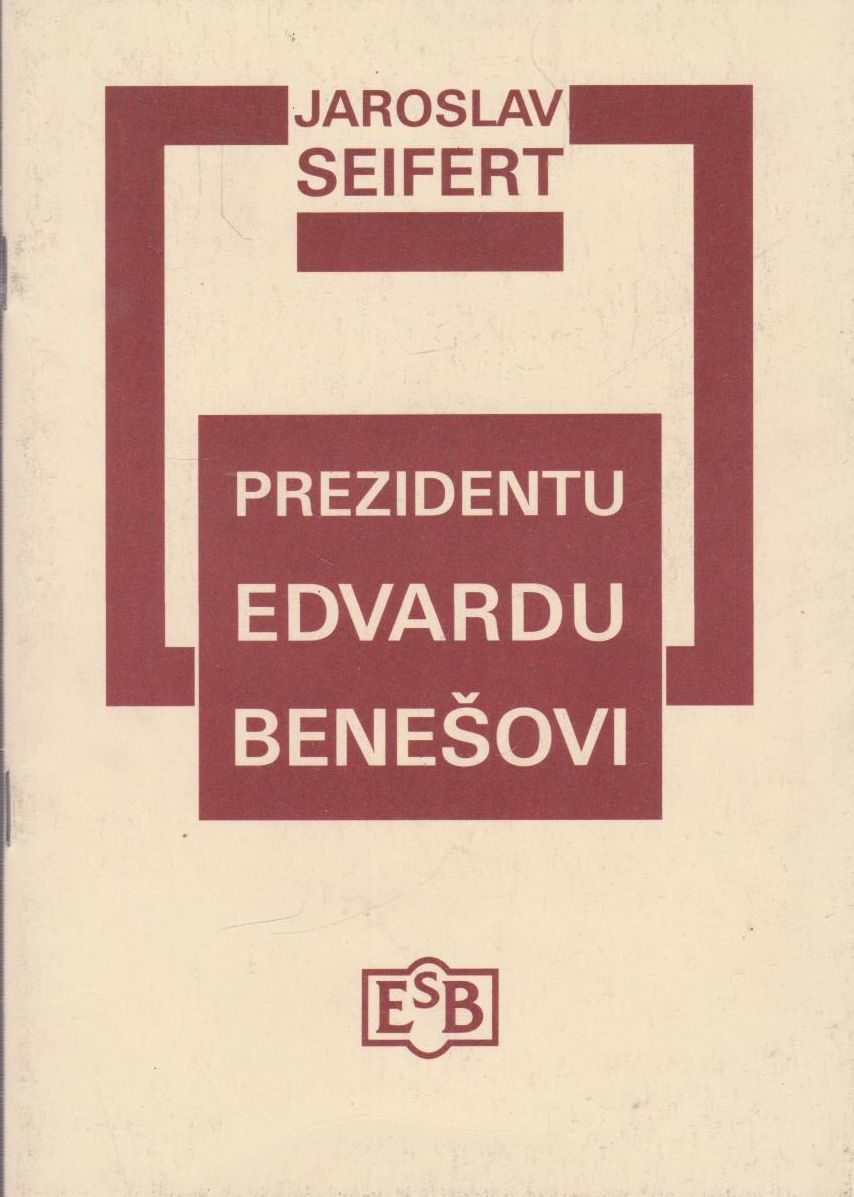 JAROSLAV
SEIFERT
PREZIDENTU
EDVARDU
BENEŠOVI
ESB